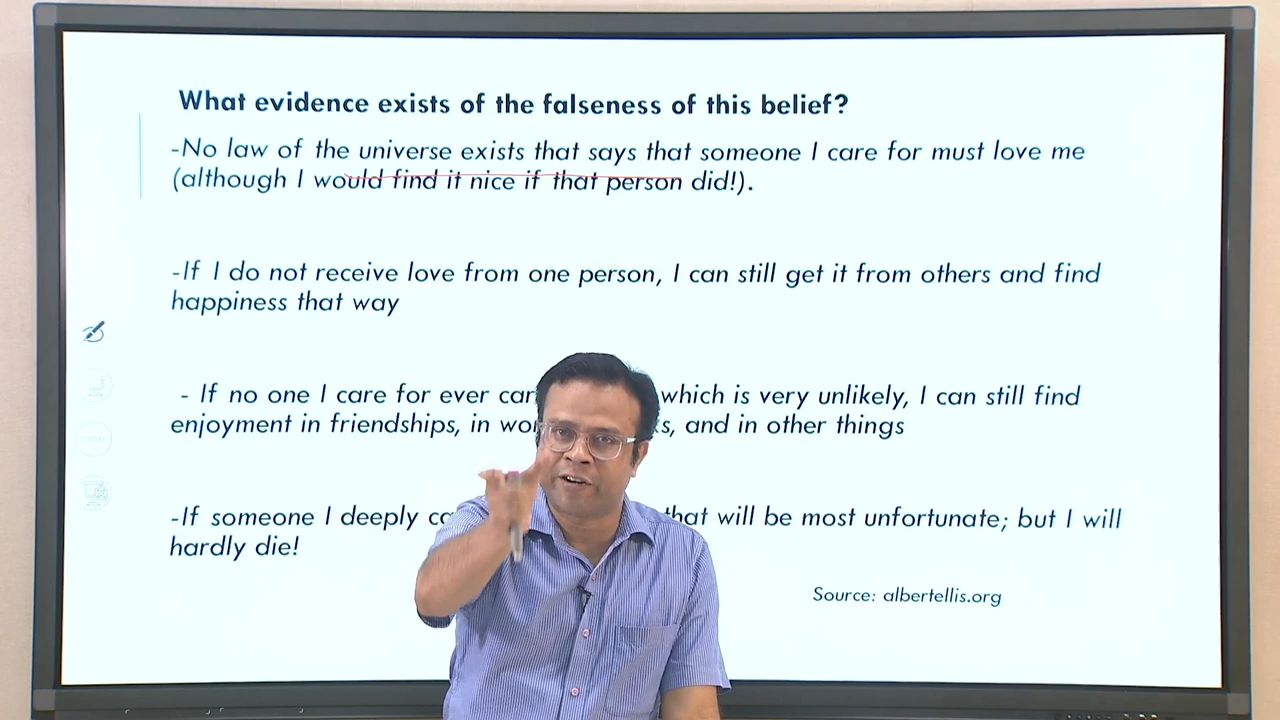 What evidence exists of the falseness of this belief?
-No law of the universe exists that says that someone I care for must love me
(although I would find it nice if that person did!).
-If I do not receive love from one person, I can still get it from others and find
happiness that way
- If no one I care for ever which is very unlikely, I can still find
enjoyment in friendships, in and in other things
-If someone I deeply that will be most unfortunate; but I will
hardly die!
Source: albertellis.org